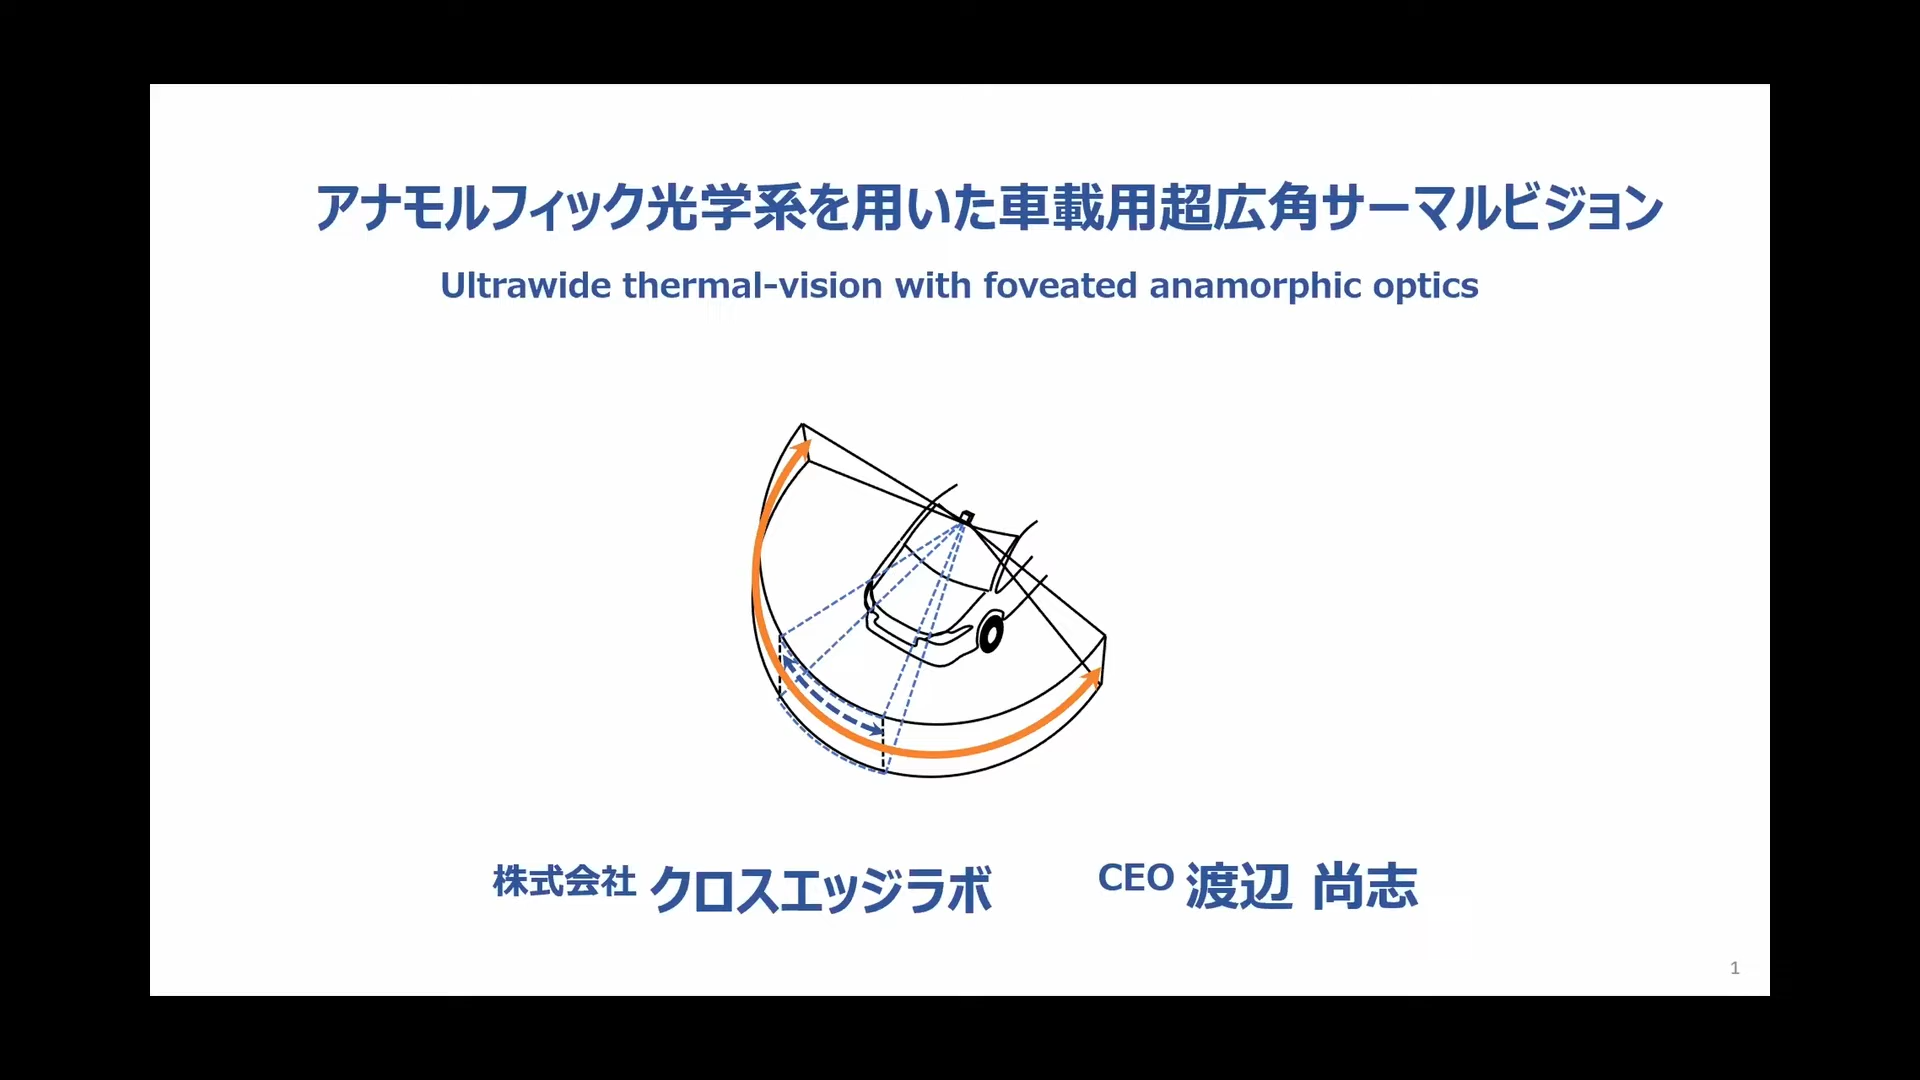 アナモルフィック光学系を用いた車載用超広角サーマルビジョン
Ultrawide thermal-vision with foveated anamorphic optics
株式会社 クロスエッジラボ CEO 渡辺 尚志
1